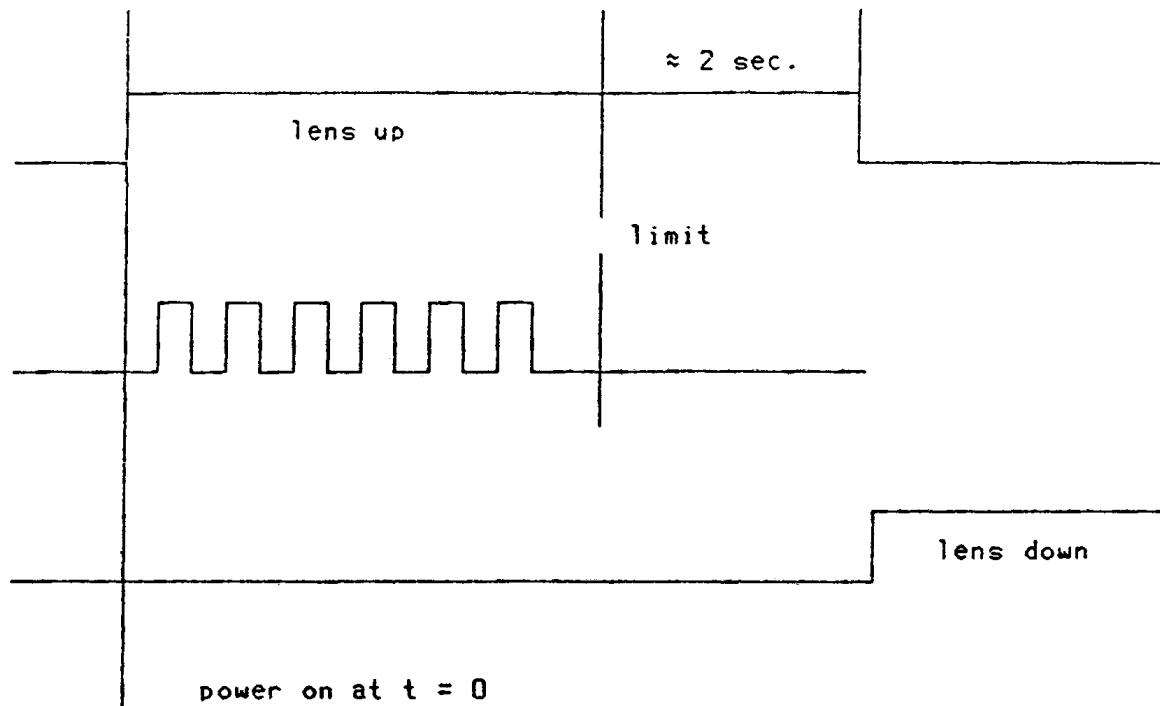 ≈ 2 sec.
lens up
limit
lens down
power on at t = 0